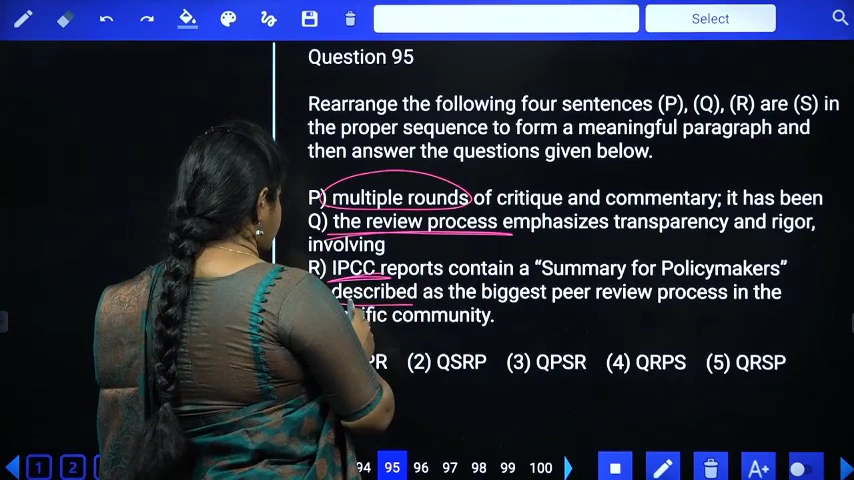 Select
Question 95
Rearrange the following four sentences (P), (Q), (R) are (S) in
the proper sequence to form a meaningful paragraph and
then answer the questions given below.
P) multiple rounds of critique and commentary; it has been
Q) the review process emphasizes transparency and rigor,
involving
R) IPCC reports contain a “Summary for Policymakers”
described as the biggest peer review process in the
community.
PR (2) QSRP (3) QPSR (4) QRPS (5) QRSP
1 2 94 95 96 97 98 99 100
A+